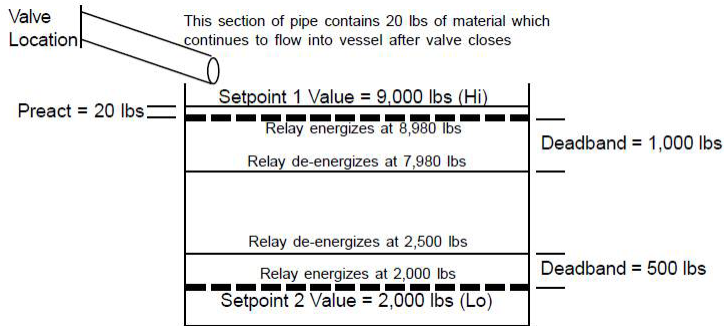 Valve
Location
This section of pipe contains 20 lbs of material which
continues to flow into vessel after valve closes
Setpoint 1 Value = 9,000 lbs (Hi)
Preact = 20 lbs
Relay energizes at 8,980 lbs
Deadband = 1,000 lbs
Relay de-energizes at 7,980 lbs
Relay de-energizes at 2,500 lbs
Relay energizes at 2,000 lbs
Deadband = 500 lbs
Setpoint 2 Value = 2,000 lbs (Lo)